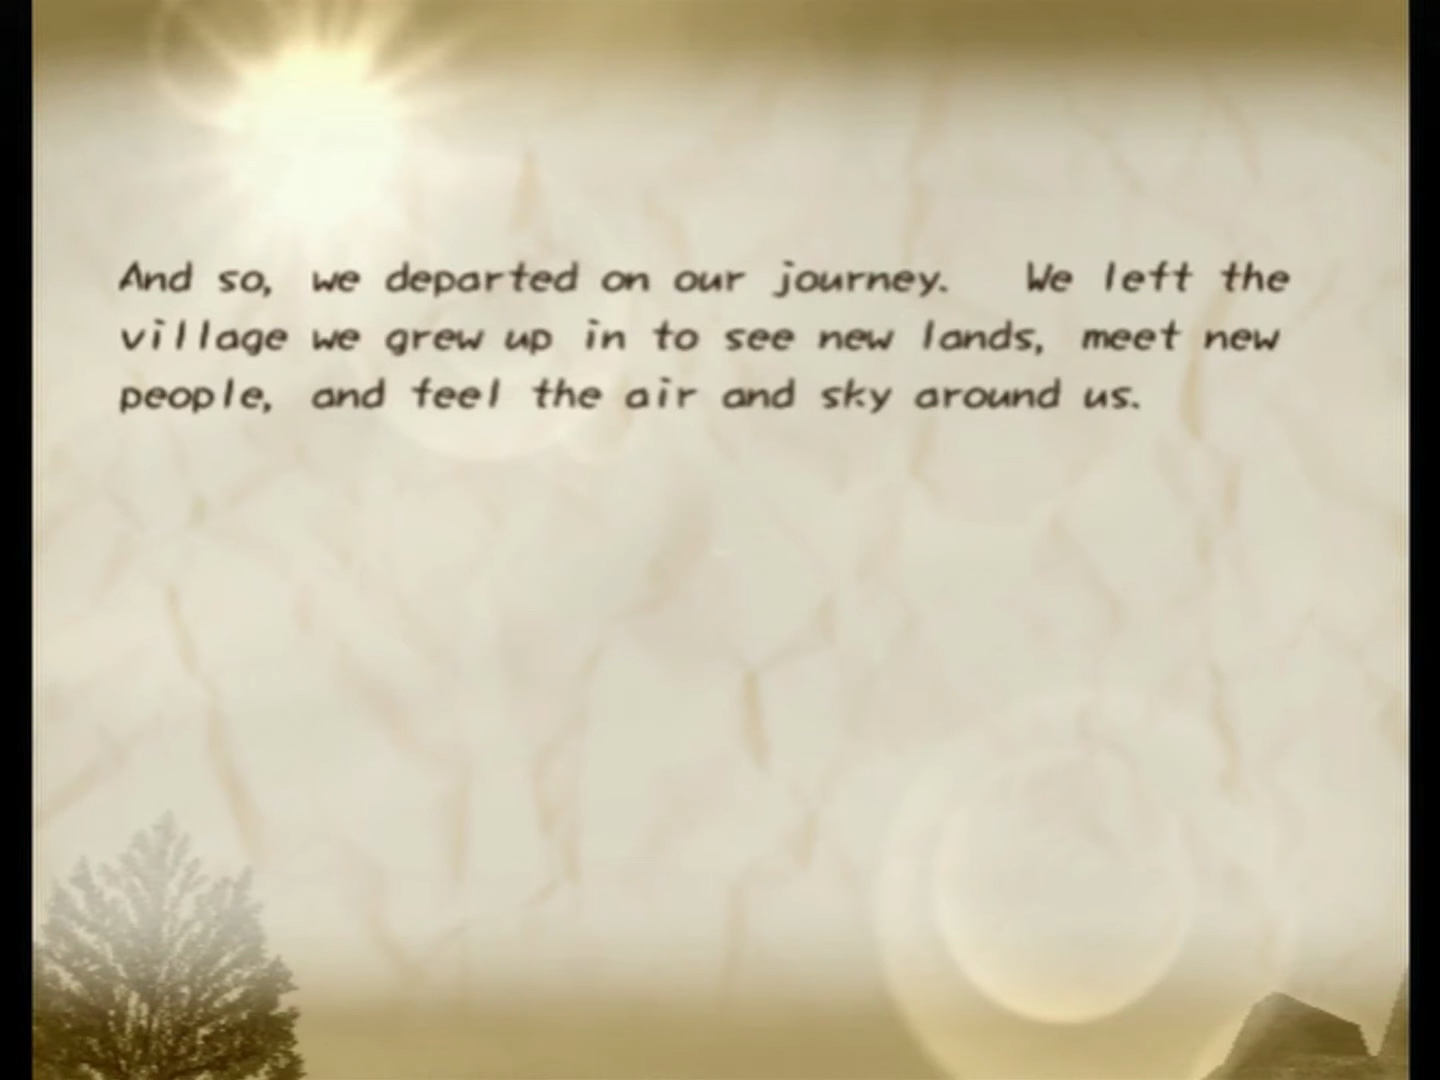 And so, we departed on our journey. We left the
village we grew up in to see new lands, meet new
people, and feel the air and sky around us.